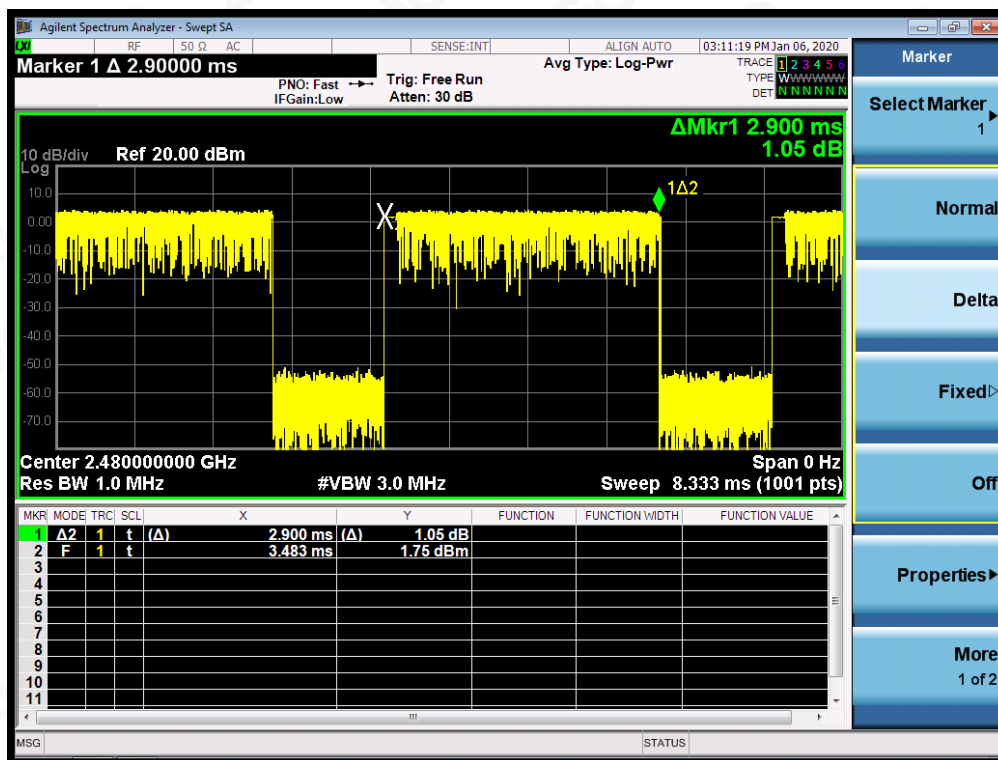 Agilent Spectrum Analyzer - Swept SA
LXI RF 50 Ω AC SENSE:INT ALIGN AUTO 03:11:19 PM Jan 06, 2020
Marker 1 Δ 2.90000 ms
PNO: Fast
IFGain:Low
Trig: Free Run
Atten: 30 dB
Avg Type: Log-Pwr
TRACE 1 2 3 4 5 6
TYPE W
DET N N N N N N
ΔMkr1 2.900 ms
1.05 dB
10 dB/div Ref 20.00 dBm
Log
10.0
0.00
-10.0
-20.0
-30.0
-40.0
-50.0
-60.0
-70.0
1Δ2
Center 2.480000000 GHz Span 0 Hz
Res BW 1.0 MHz #VBW 3.0 MHz Sweep 8.333 ms (1001 pts)
MKR MODE TRC SCL X Y FUNCTION FUNCTION WIDTH FUNCTION VALUE
1 Δ2 1 t (Δ) 2.900 ms (Δ) 1.05 dB
2 F 1 t 3.483 ms 1.75 dBm
3
4
5
6
7
8
9
10
11
MSG STATUS
Marker
Select Marker
1
Normal
Delta
Fixed
Off
Properties
More
1 of 2